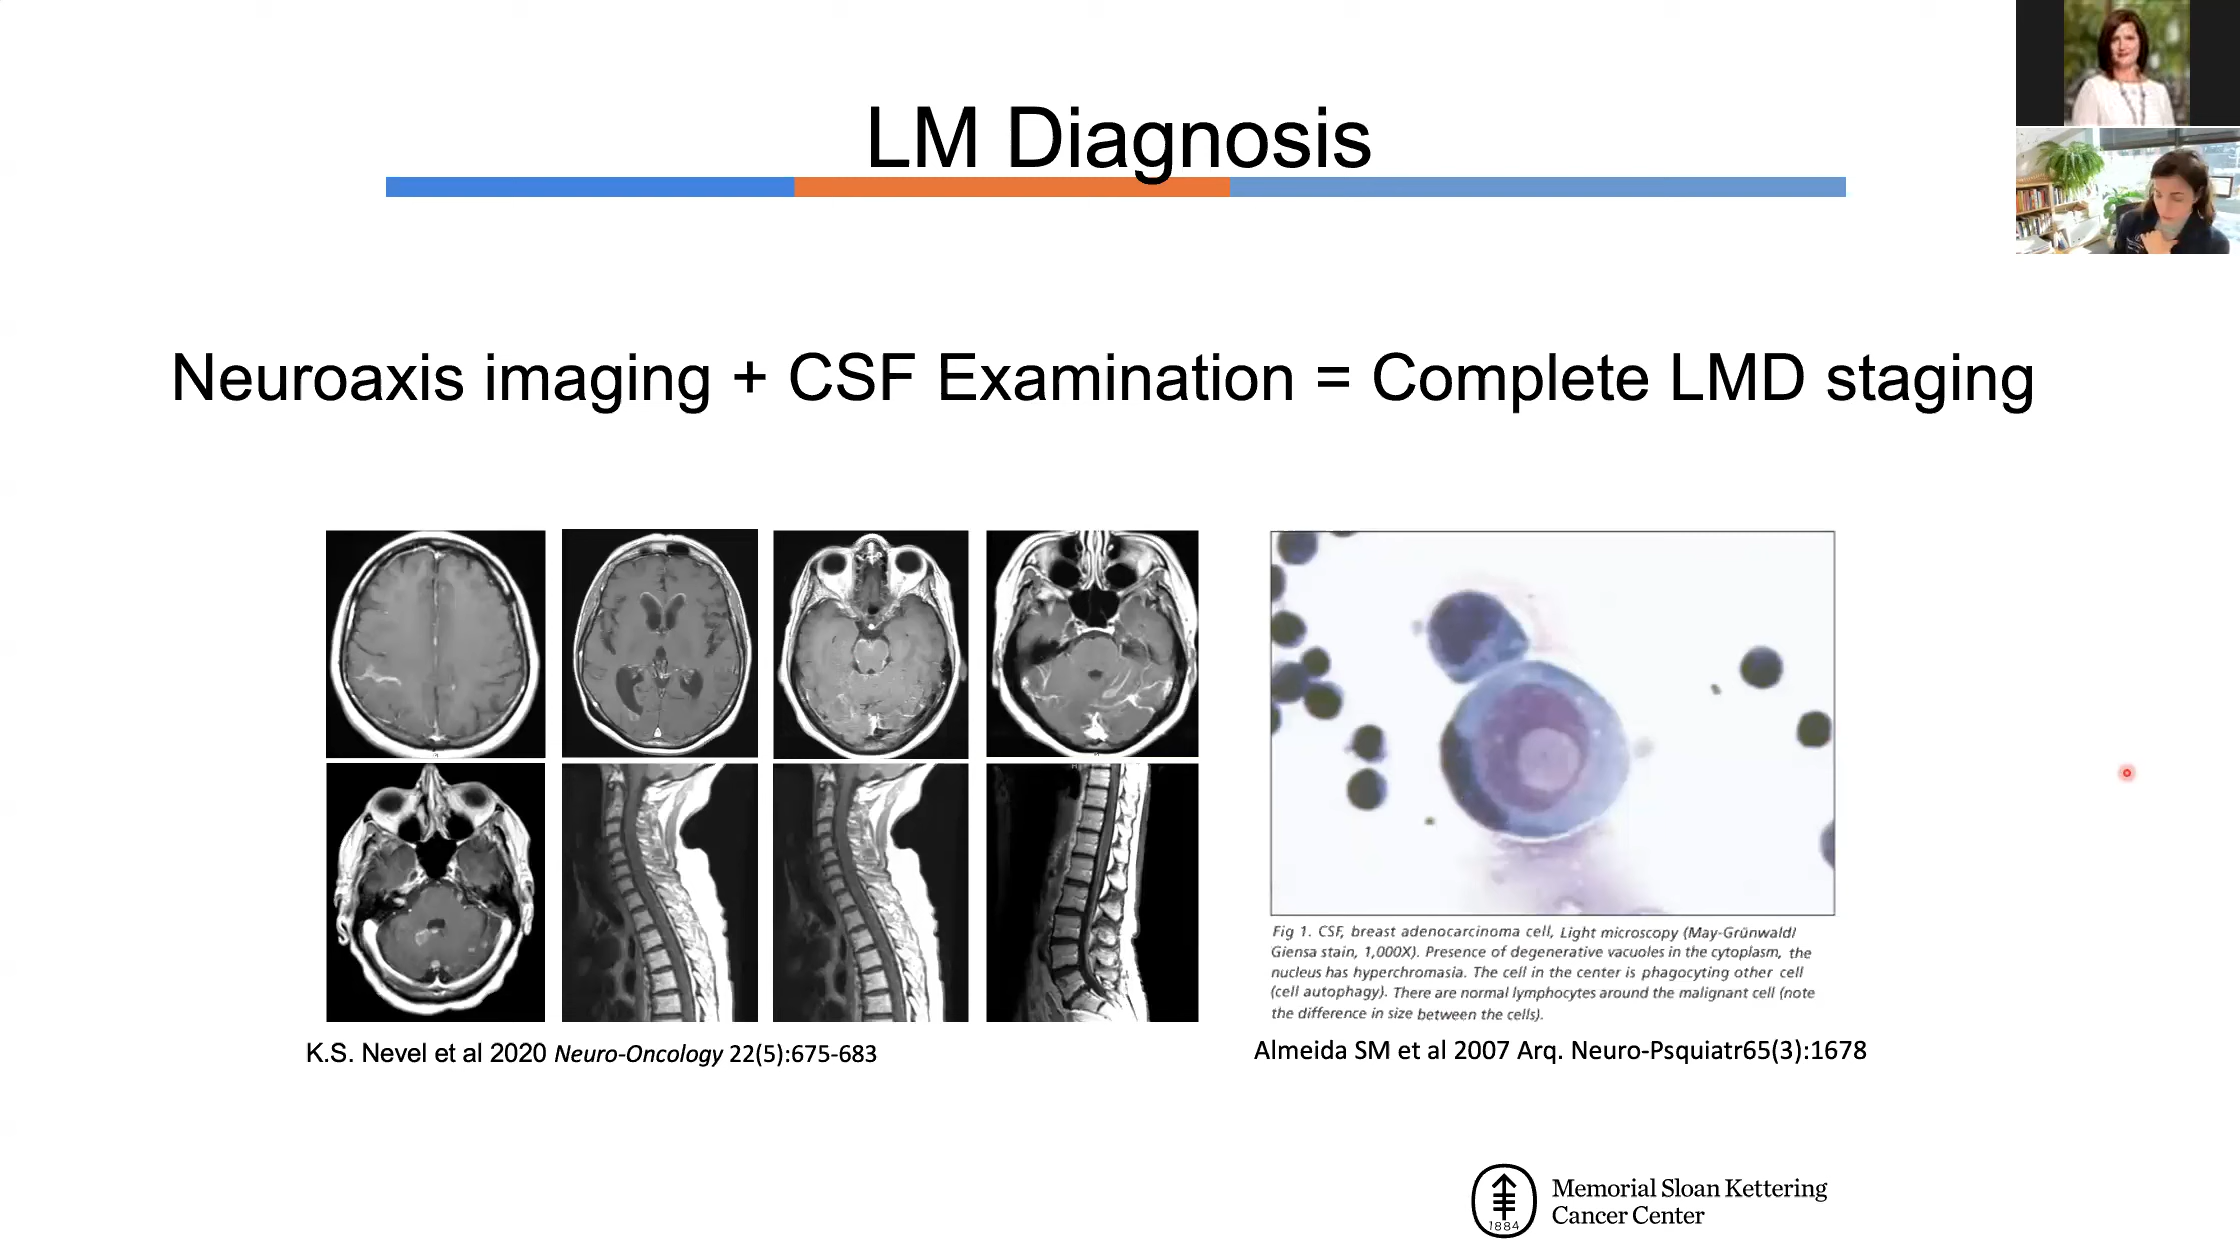 LM Diagnosis
Neuroaxis imaging + CSF Examination = Complete LMD staging
Fig 1. CSF, breast adenocarcinoma cell, Light microscopy (May-Grünwald/
Giensa stain, 1,000X). Presence of degenerative vacuoles in the cytoplasm, the
nucleus has hyperchromasia. The cell in the center is phagocyting other cell
(cell autophagy). There are normal lymphocytes around the malignant cell (note
the difference in size between the cells).
K.S. Nevel et al 2020 Neuro-Oncology 22(5):675-683
Almeida SM et al 2007 Arq. Neuro-Psquiatr65(3):1678
1884
Memorial Sloan Kettering
Cancer Center